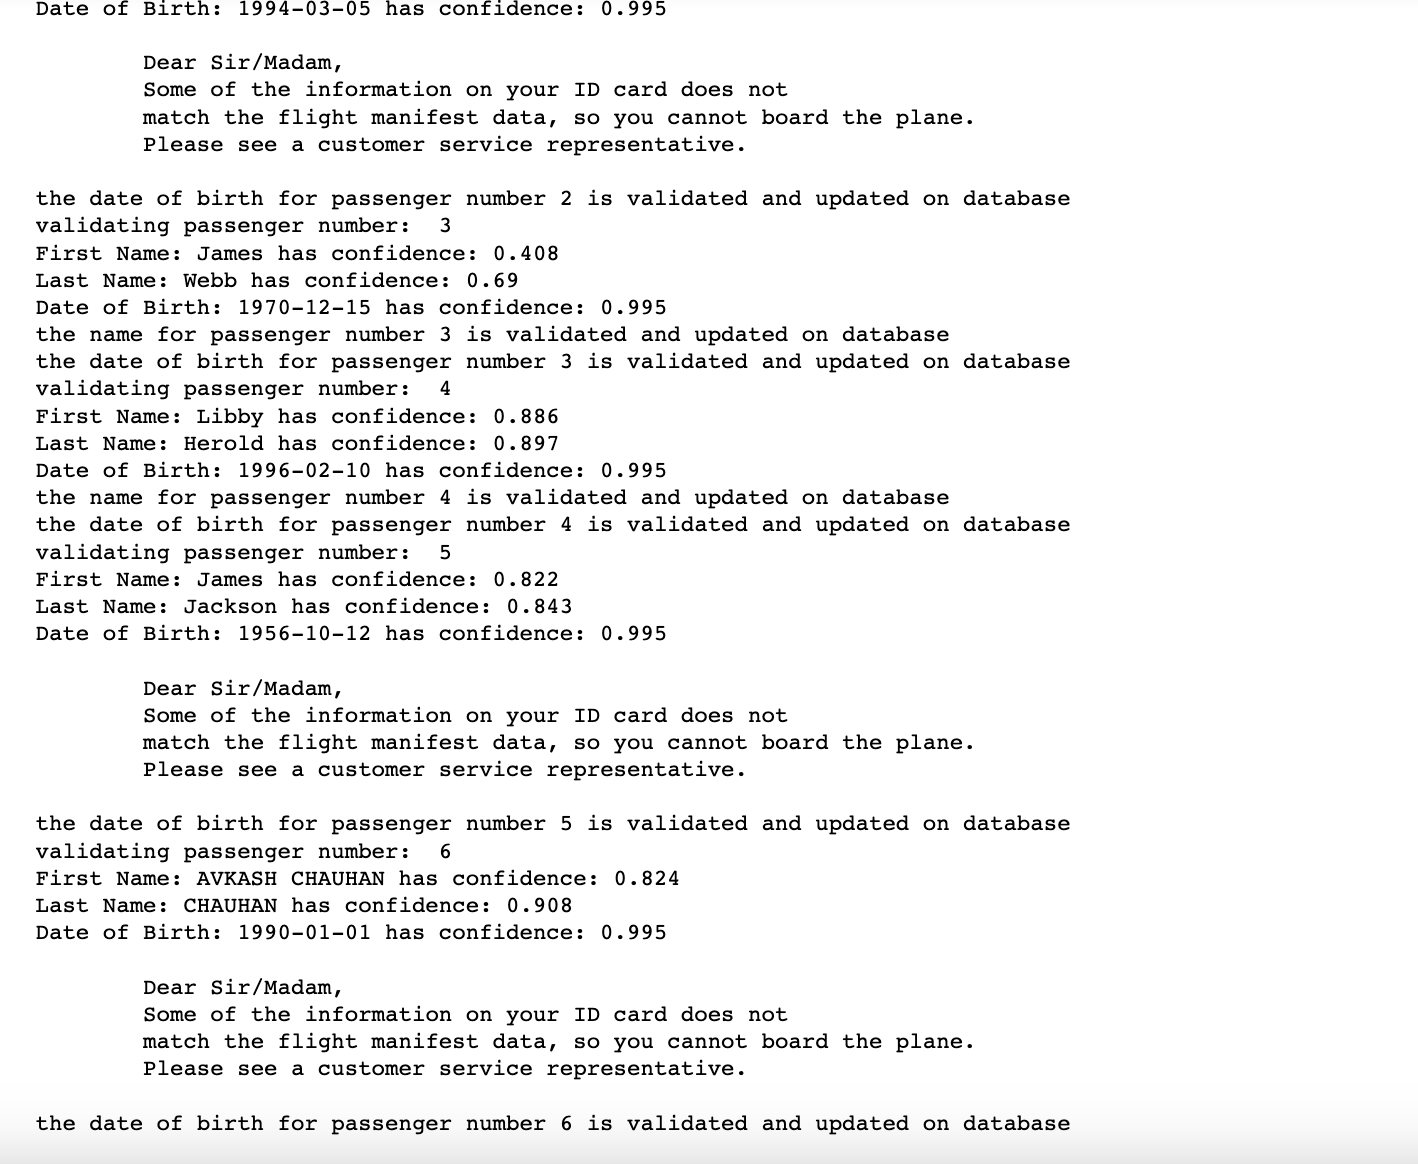 Date of Birth: 1994-03-05 has confidence: 0.995
Dear Sir/Madam,
Some of the information on your ID card does not
match the flight manifest data, so you cannot board the plane.
Please see a customer service representative.
the date of birth for passenger number 2 is validated and updated on database
validating passenger number:  3
First Name: James has confidence: 0.408
Last Name: Webb has confidence: 0.69
Date of Birth: 1970-12-15 has confidence: 0.995
the name for passenger number 3 is validated and updated on database
the date of birth for passenger number 3 is validated and updated on database
validating passenger number:  4
First Name: Libby has confidence: 0.886
Last Name: Herold has confidence: 0.897
Date of Birth: 1996-02-10 has confidence: 0.995
the name for passenger number 4 is validated and updated on database
the date of birth for passenger number 4 is validated and updated on database
validating passenger number:  5
First Name: James has confidence: 0.822
Last Name: Jackson has confidence: 0.843
Date of Birth: 1956-10-12 has confidence: 0.995
Dear Sir/Madam,
Some of the information on your ID card does not
match the flight manifest data, so you cannot board the plane.
Please see a customer service representative.
the date of birth for passenger number 5 is validated and updated on database
validating passenger number:  6
First Name: AVKASH CHAUHAN has confidence: 0.824
Last Name: CHAUHAN has confidence: 0.908
Date of Birth: 1990-01-01 has confidence: 0.995
Dear Sir/Madam,
Some of the information on your ID card does not
match the flight manifest data, so you cannot board the plane.
Please see a customer service representative.
the date of birth for passenger number 6 is validated and updated on database